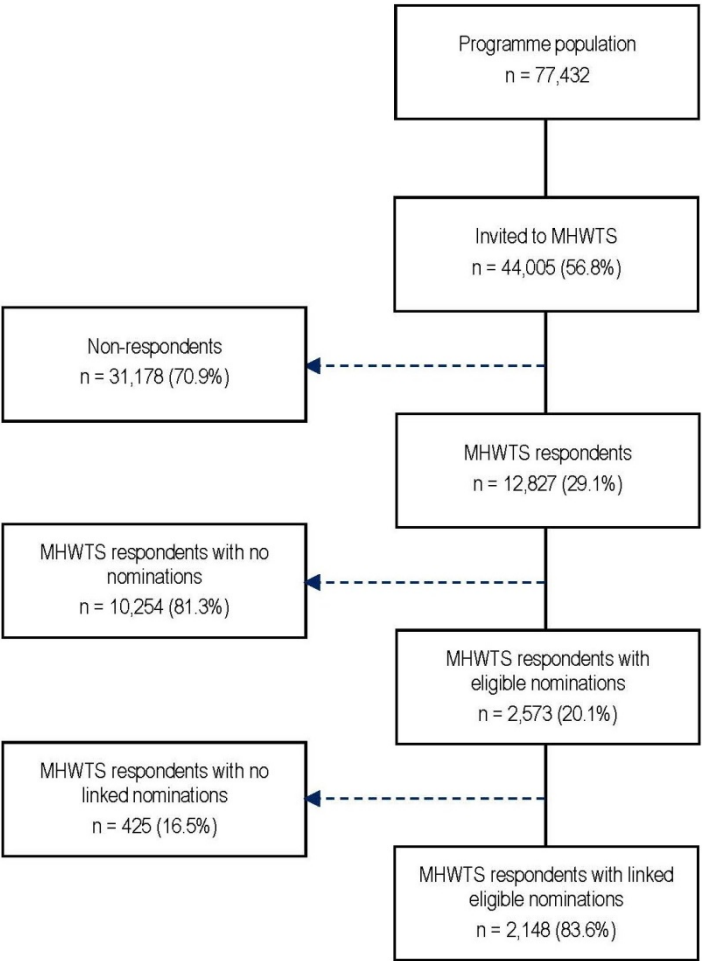 Programme population
n = 77,432
Invited to MHWTS
n = 44,005 (56.8%)
Non-respondents
n = 31,178 (70.9%)
MHWTS respondents
n = 12,827 (29.1%)
MHWTS respondents with no
nominations
n = 10,254 (81.3%)
MHWTS respondents with
eligible nominations
n = 2,573 (20.1%)
MHWTS respondents with no
linked nominations
n = 425 (16.5%)
MHWTS respondents with linked
eligible nominations
n = 2,148 (83.6%)